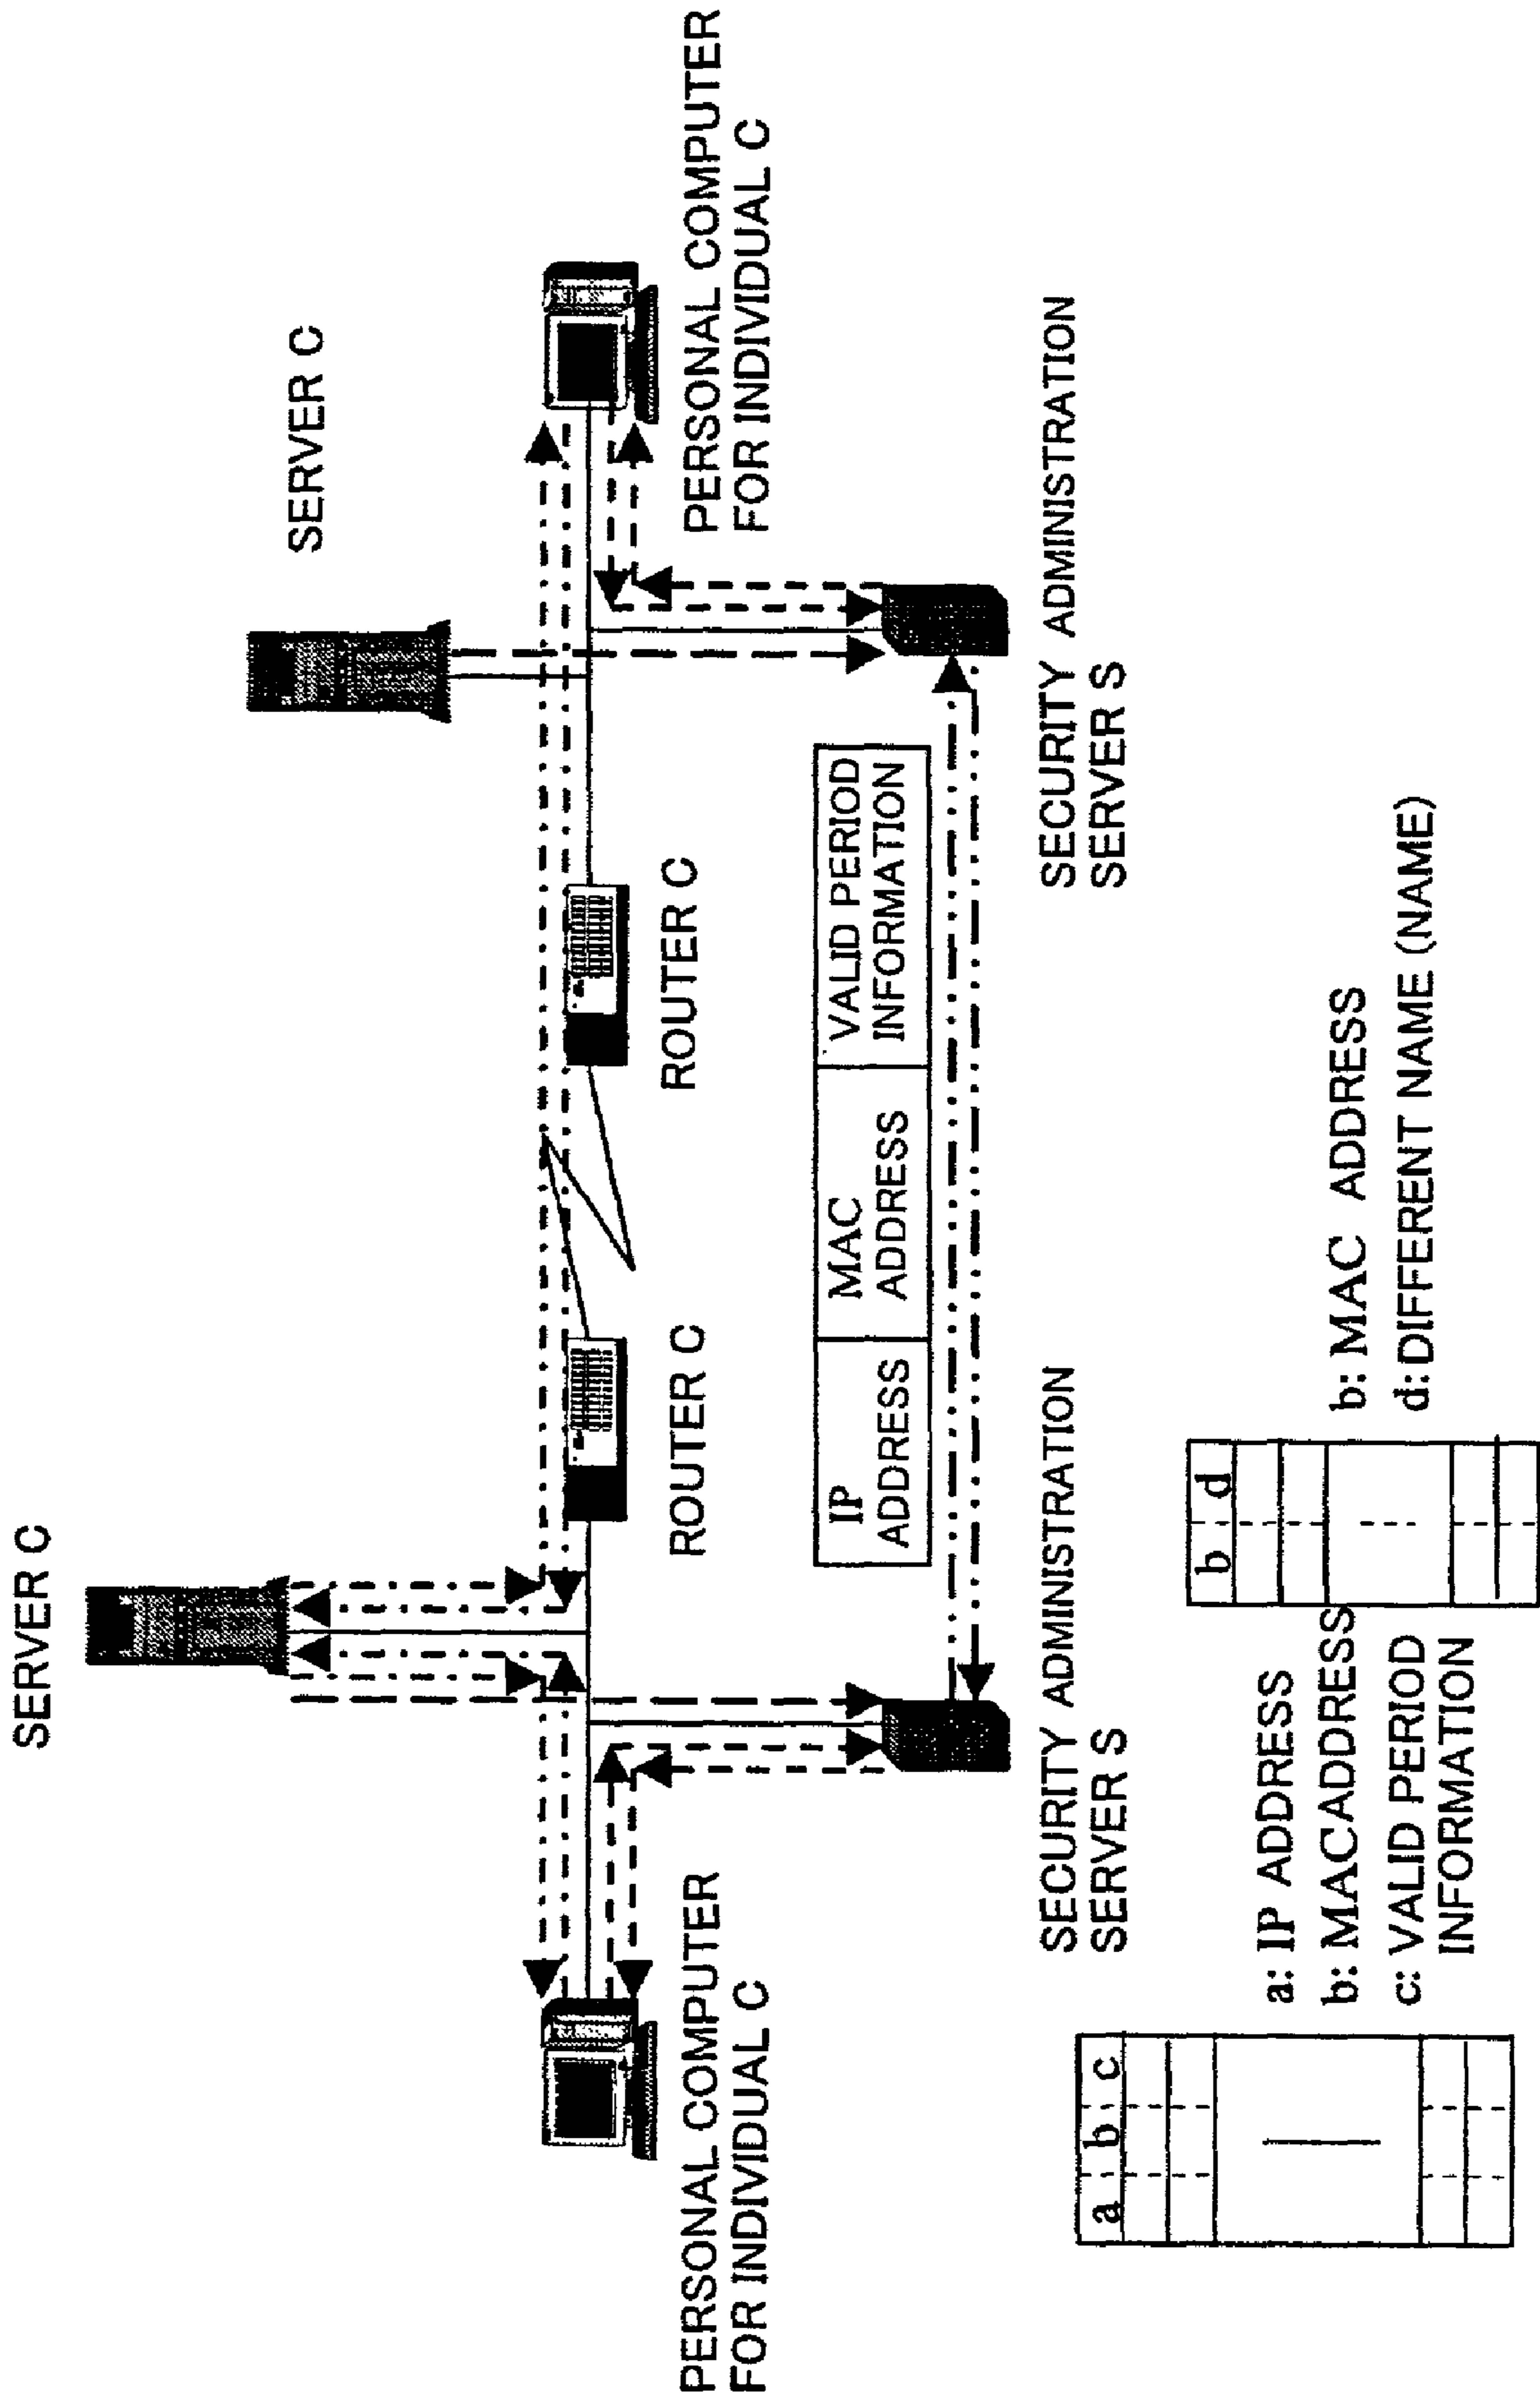 SERVER C
SERVER C
PERSONAL COMPUTER
FOR INDIVIDUAL C
ROUTER C
ROUTER C
PERSONAL COMPUTER
FOR INDIVIDUAL C
IP
ADDRESS
MAC
ADDRESS
VALID PERIOD
INFORMATION
SECURITY ADMINISTRATION
SERVER S
SECURITY ADMINISTRATION
SERVER S
a b c
a: IP ADDRESS
b: MACADDRESS
c: VALID PERIOD
INFORMATION
b d
b: MAC ADDRESS
d: DIFFERENT NAME (NAME)